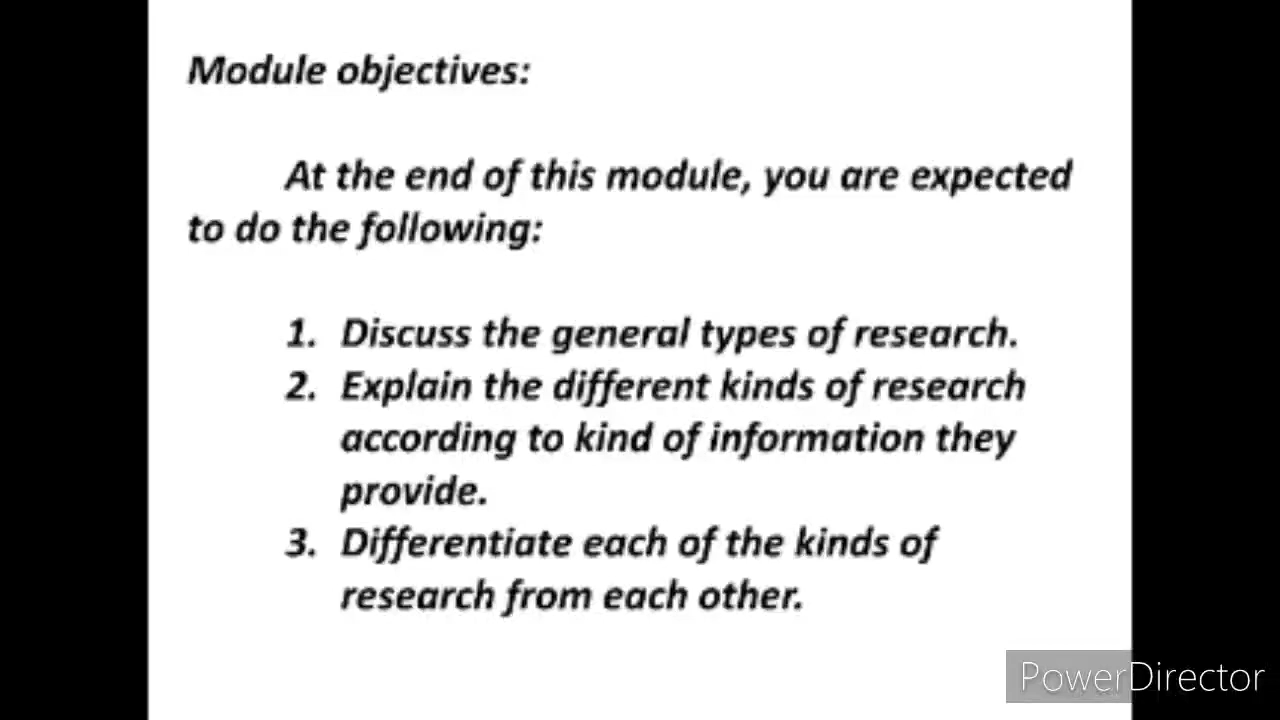 Module objectives:
At the end of this module, you are expected
to do the following:
1. Discuss the general types of research.
2. Explain the different kinds of research
according to kind of information they
provide.
3. Differentiate each of the kinds of
research from each other.
PowerDirector